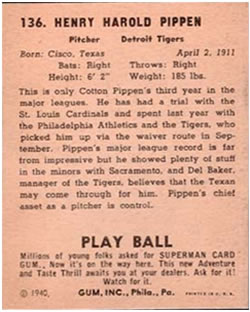 136. HENRY HAROLD PIPPEN
Pitcher Detroit Tigers
Born: Cisco, Texas April 2, 1911
Bats: Right Throws: Right
Height: 6' 2" Weight: 185 lbs.
This is only Cotton Pippen's third year in the
major leagues. He has had a trial with the
St. Louis Cardinals and spent last year with
the Philadelphia Athletics and the Tigers, who
picked him up via the waiver route in Sep-
tember. Pippen's major league record is far
from impressive but he showed plenty of stuff
in the minors with Sacramento, and Del Baker,
manager of the Tigers, believes that the Texan
may come through for him. Pippen's chief
asset as a pitcher is control.
PLAY BALL
Millions of young folks asked for SUPERMAN CARD
GUM. Now it's on the way here. This new Adventure
and Taste Thrill awaits you at your dealers. Ask for it!
Watch for it.
© 1940, GUM, INC., Phila., Pa. PRINTED IN U.S.A.